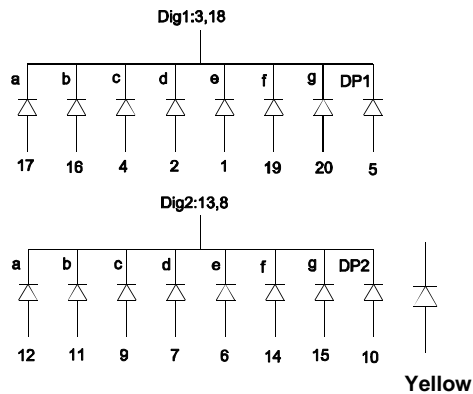 Dig1:3,18
a b c d e f g DP1
17 16 4 2 1 19 20 5
Dig2:13,8
a b c d e f g DP2
12 11 9 7 6 14 15 10
Yellow